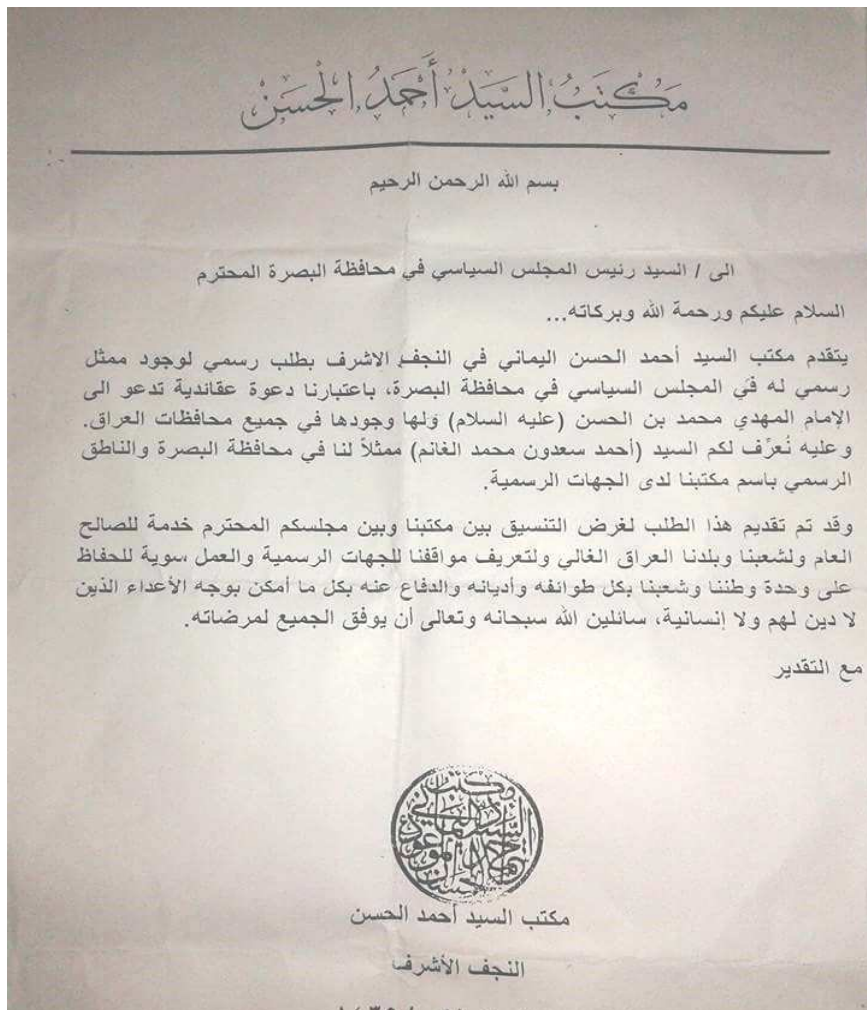 مَكْتَبُ السَّيِّدْ أَحْمَدُ الْحَسَنْ
بسم الله الرحمن الرحيم
الى / السيد رئيس المجلس السياسي في محافظة البصرة المحترم
السلام عليكم ورحمة الله وبركاته...
يتقدم مكتب السيد أحمد الحسن اليماني في النجف الاشرف بطلب رسمي لوجود ممثل
رسمي له في المجلس السياسي في محافظة البصرة، باعتبارنا دعوة عقائدية تدعو الى
الإمام المهدي محمد بن الحسن (عليه السلام) ولها وجودها في جميع محافظات العراق.
وعليه نُعرِّف لكم السيد (أحمد سعدون محمد الغانم) ممثلاً لنا في محافظة البصرة والناطق
الرسمي باسم مكتبنا لدى الجهات الرسمية.
وقد تم تقديم هذا الطلب لغرض التنسيق بين مكتبنا وبين مجلسكم المحترم خدمة للصالح
العام ولشعبنا وبلدنا العراق الغالي ولتعريف مواقفنا للجهات الرسمية والعمل سوية للحفاظ
على وحدة وطننا وشعبنا بكل طوائفه وأديانه والدفاع عنه بكل ما أمكن بوجه الأعداء الذين
لا دين لهم ولا إنسانية، سائلين الله سبحانه وتعالى أن يوفق الجميع لمرضاته.
مع التقدير
مكتب
السيد
اليماني
الموعود
مكتب السيد أحمد الحسن
النجف الأشرف